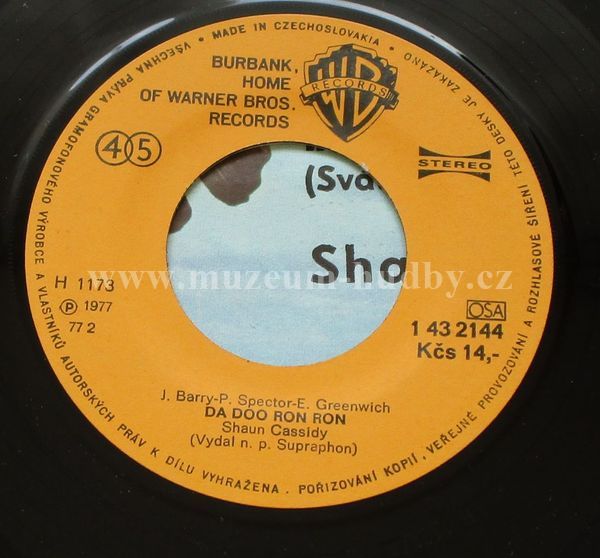 • MADE IN CZECHOSLOVAKIA •
VŠECHNA PRÁVA GRAMOFONOVÉHO VÝROBCE A VLASTNÍKŮ AUTORSKÝCH PRÁV K DÍLU VYHRAŽENA. POŘIZOVÁNÍ KOPIÍ, VEŘEJNÉ PROVOZOVÁNÍ A ROZHLASOVÉ ŠÍŘENÍ TÉTO DESKY JE ZAKÁZÁNO
BURBANK,
HOME
OF WARNER BROS.
RECORDS
WB
RECORDS
45
STEREO
(Svá
Sha
www.muzeum-hudby.cz
H 1173
Ⓟ 1977
77 2
OSA
1 43 2144
Kčs 14,-
J. Barry-P. Spector-E. Greenwich
DA DOO RON RON
Shaun Cassidy
(Vydal n. p. Supraphon)